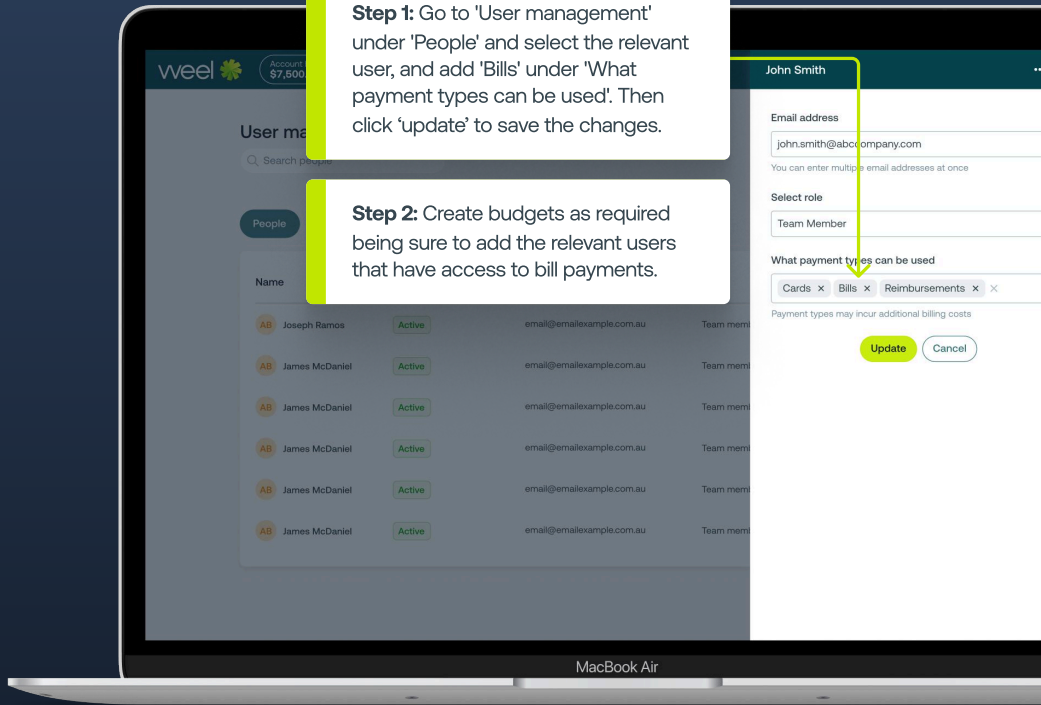 Step 1: Go to 'User management'
under 'People' and select the relevant
user, and add 'Bills' under 'What
payment types can be used'. Then
click ‘update’ to save the changes.
Step 2: Create budgets as required
being sure to add the relevant users
that have access to bill payments.
weel
Account
$7,500
User ma
Search people
People
Name
AB Joseph Ramos Active email@emailexample.com.au Team mem
AB James McDaniel Active email@emailexample.com.au Team mem
AB James McDaniel Active email@emailexample.com.au Team mem
AB James McDaniel Active email@emailexample.com.au Team mem
AB James McDaniel Active email@emailexample.com.au Team mem
AB James McDaniel Active email@emailexample.com.au Team mem
John Smith
Email address
john.smith@abccompany.com
You can enter multiple email addresses at once
Select role
Team Member
What payment types can be used
Cards × Bills × Reimbursements × ×
Payment types may incur additional billing costs
Update Cancel
MacBook Air